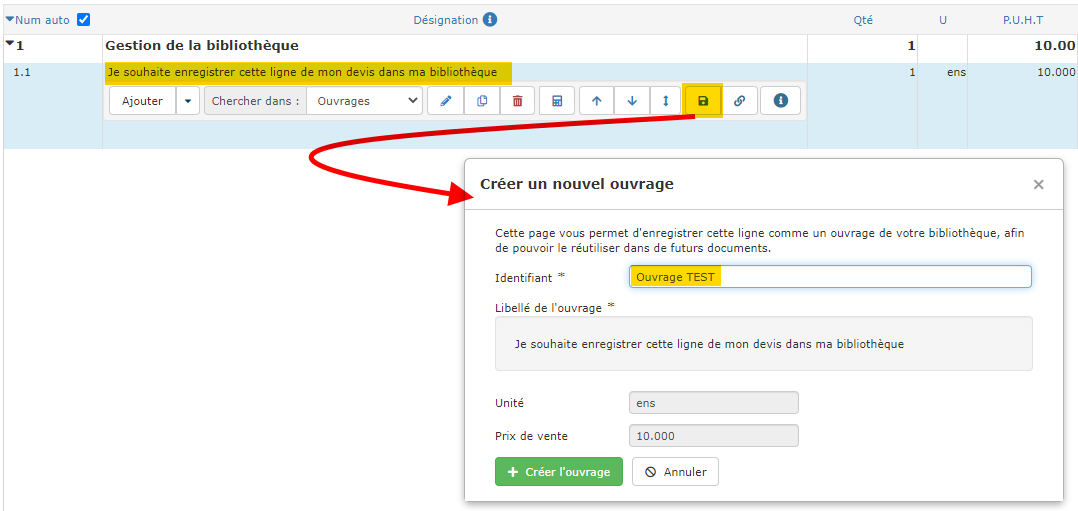 Num auto Désignation Qté U P.U.H.T
1 Gestion de la bibliothèque 1 10.00
1.1 Je souhaite enregistrer cette ligne de mon devis dans ma bibliothèque 1 ens 10.000
Ajouter Chercher dans : Ouvrages
Créer un nouvel ouvrage
Cette page vous permet d'enregistrer cette ligne comme un ouvrage de votre bibliothèque, afin
de pouvoir le réutiliser dans de futurs documents.
Identifiant * Ouvrage TEST
Libellé de l'ouvrage *
Je souhaite enregistrer cette ligne de mon devis dans ma bibliothèque
Unité ens
Prix de vente 10.000
Créer l'ouvrage Annuler